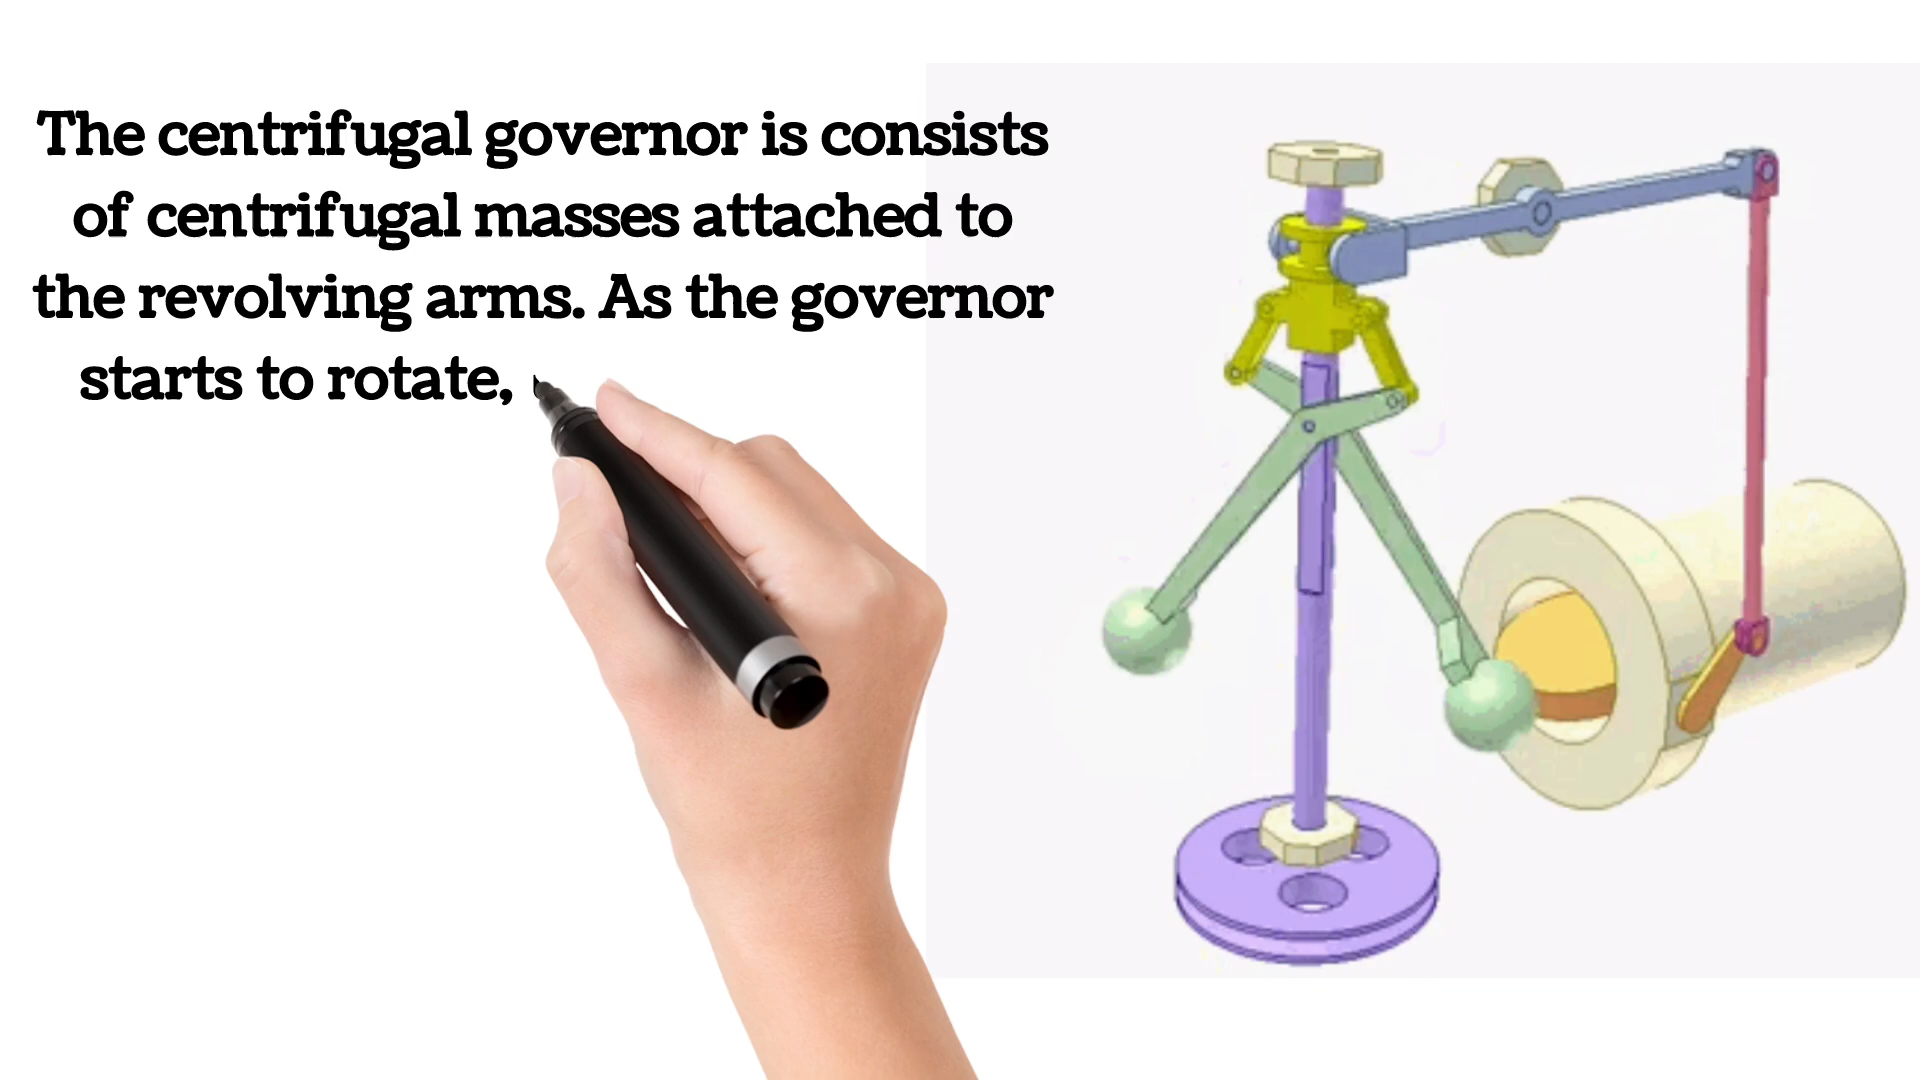 The centrifugal governor is consists
of centrifugal masses attached to
the revolving arms. As the governor
starts to rotate,